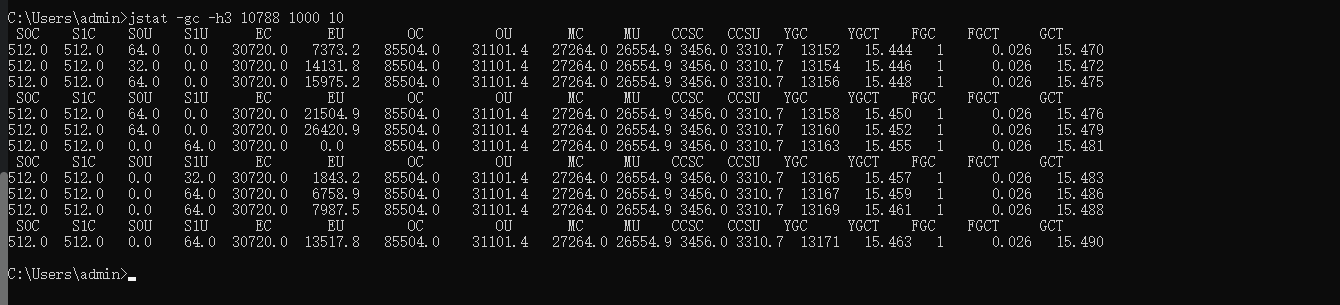 C:\Users\admin>jstat -gc -h3 10788 1000 10
S0C S1C S0U S1U EC EU OC OU MC MU CCSC CCSU YGC YGCT FGC FGCT GCT
512.0 512.0 64.0 0.0 30720.0 7373.2 85504.0 31101.4 27264.0 26554.9 3456.0 3310.7 13152 15.444 1 0.026 15.470
512.0 512.0 32.0 0.0 30720.0 14131.8 85504.0 31101.4 27264.0 26554.9 3456.0 3310.7 13154 15.446 1 0.026 15.472
512.0 512.0 64.0 0.0 30720.0 15975.2 85504.0 31101.4 27264.0 26554.9 3456.0 3310.7 13156 15.448 1 0.026 15.475
S0C S1C S0U S1U EC EU OC OU MC MU CCSC CCSU YGC YGCT FGC FGCT GCT
512.0 512.0 64.0 0.0 30720.0 21504.9 85504.0 31101.4 27264.0 26554.9 3456.0 3310.7 13158 15.450 1 0.026 15.476
512.0 512.0 64.0 0.0 30720.0 26420.9 85504.0 31101.4 27264.0 26554.9 3456.0 3310.7 13160 15.452 1 0.026 15.479
512.0 512.0 0.0 64.0 30720.0 0.0 85504.0 31101.4 27264.0 26554.9 3456.0 3310.7 13163 15.455 1 0.026 15.481
S0C S1C S0U S1U EC EU OC OU MC MU CCSC CCSU YGC YGCT FGC FGCT GCT
512.0 512.0 0.0 32.0 30720.0 1843.2 85504.0 31101.4 27264.0 26554.9 3456.0 3310.7 13165 15.457 1 0.026 15.483
512.0 512.0 0.0 64.0 30720.0 6758.9 85504.0 31101.4 27264.0 26554.9 3456.0 3310.7 13167 15.459 1 0.026 15.486
512.0 512.0 0.0 64.0 30720.0 7987.5 85504.0 31101.4 27264.0 26554.9 3456.0 3310.7 13169 15.461 1 0.026 15.488
S0C S1C S0U S1U EC EU OC OU MC MU CCSC CCSU YGC YGCT FGC FGCT GCT
512.0 512.0 0.0 64.0 30720.0 13517.8 85504.0 31101.4 27264.0 26554.9 3456.0 3310.7 13171 15.463 1 0.026 15.490
C:\Users\admin>